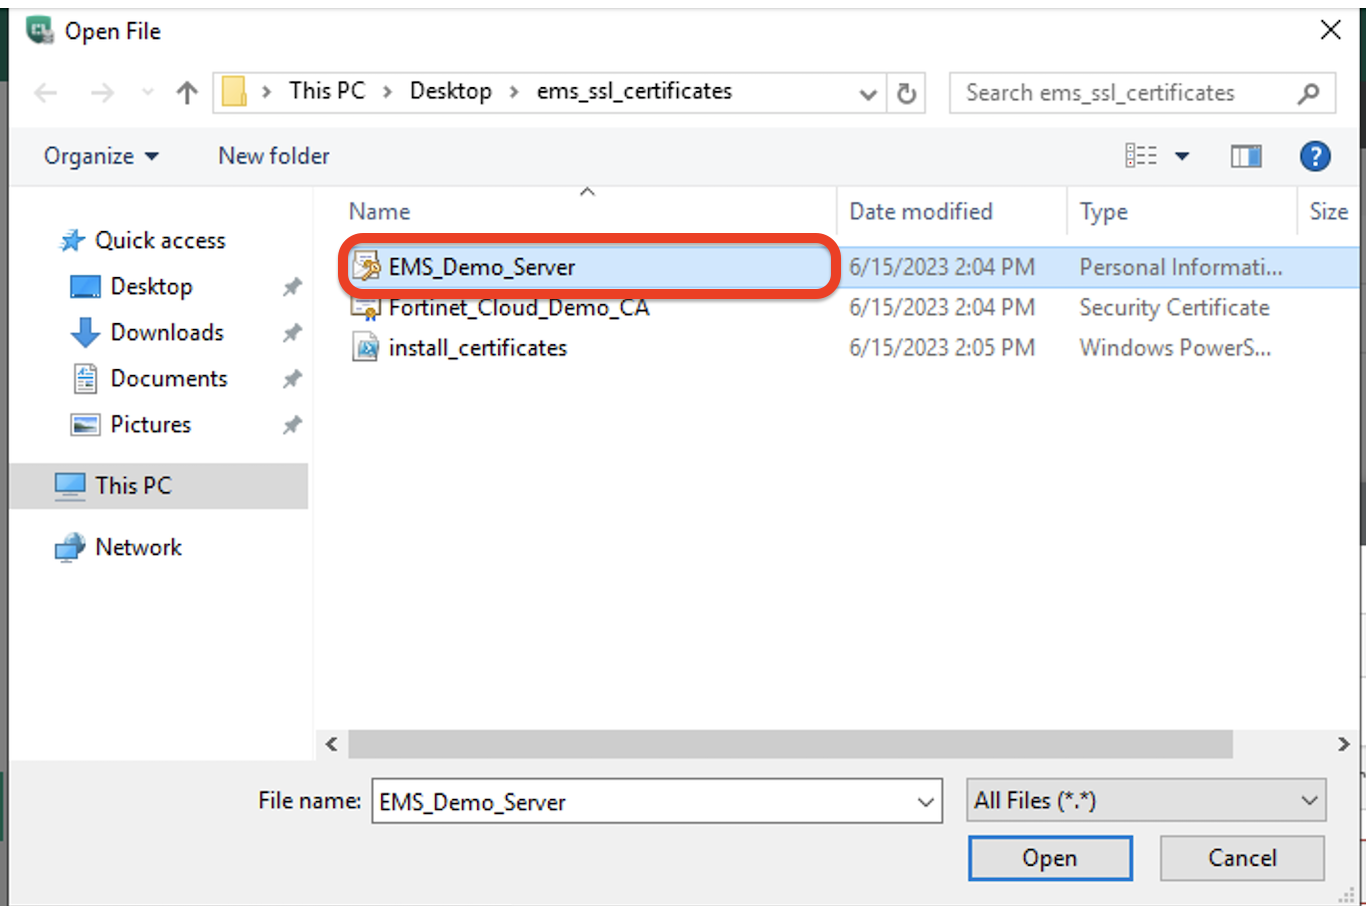 Open File
This PC > Desktop > ems_ssl_certificates
Search ems_ssl_certificates
Organize New folder
Name Date modified Type Size
Quick access
Desktop
Downloads
Documents
Pictures
This PC
Network
EMS_Demo_Server 6/15/2023 2:04 PM Personal Informati...
Fortinet_Cloud_Demo_CA 6/15/2023 2:04 PM Security Certificate
install_certificates 6/15/2023 2:05 PM Windows PowerS...
File name: EMS_Demo_Server All Files (*.*)
Open Cancel